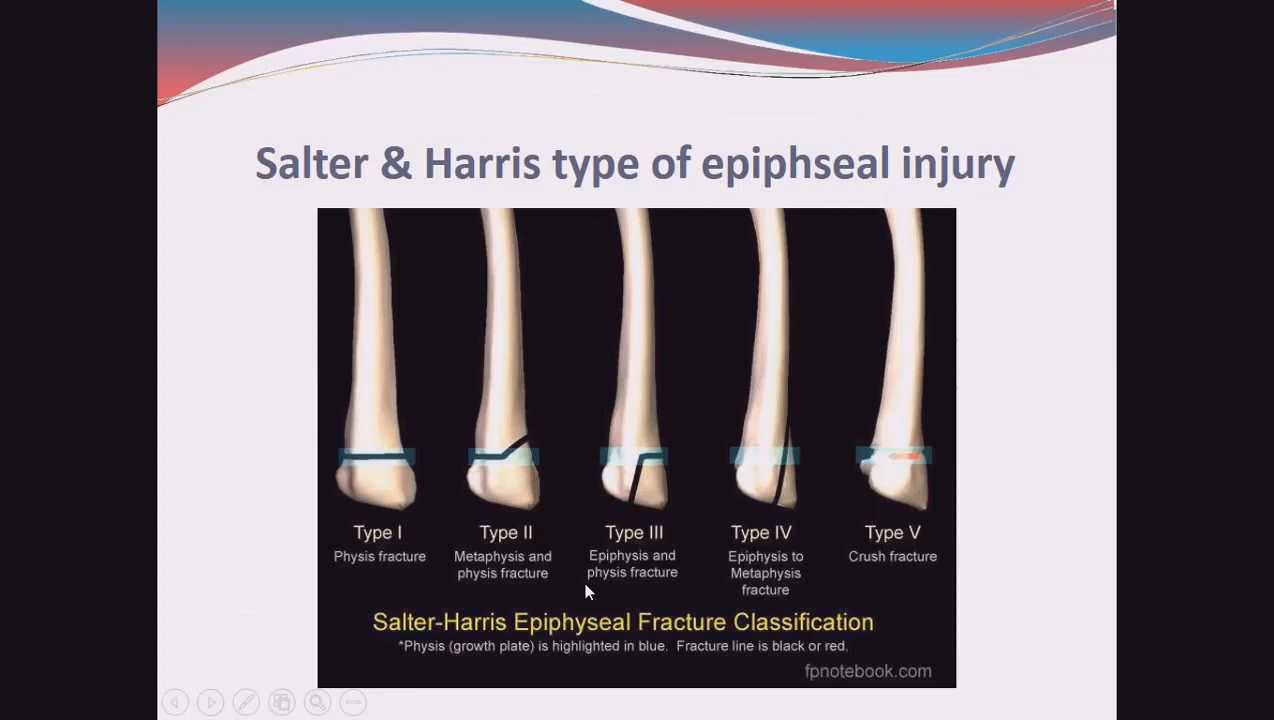 Salter & Harris type of epiphseal injury
Type I
Physis fracture
Type II
Metaphysis and
physis fracture
Type III
Epiphysis and
physis fracture
Type IV
Epiphysis to
Metaphysis
fracture
Type V
Crush fracture
Salter-Harris Epiphyseal Fracture Classification
*Physis (growth plate) is highlighted in blue. Fracture line is black or red.
fpnotebook.com